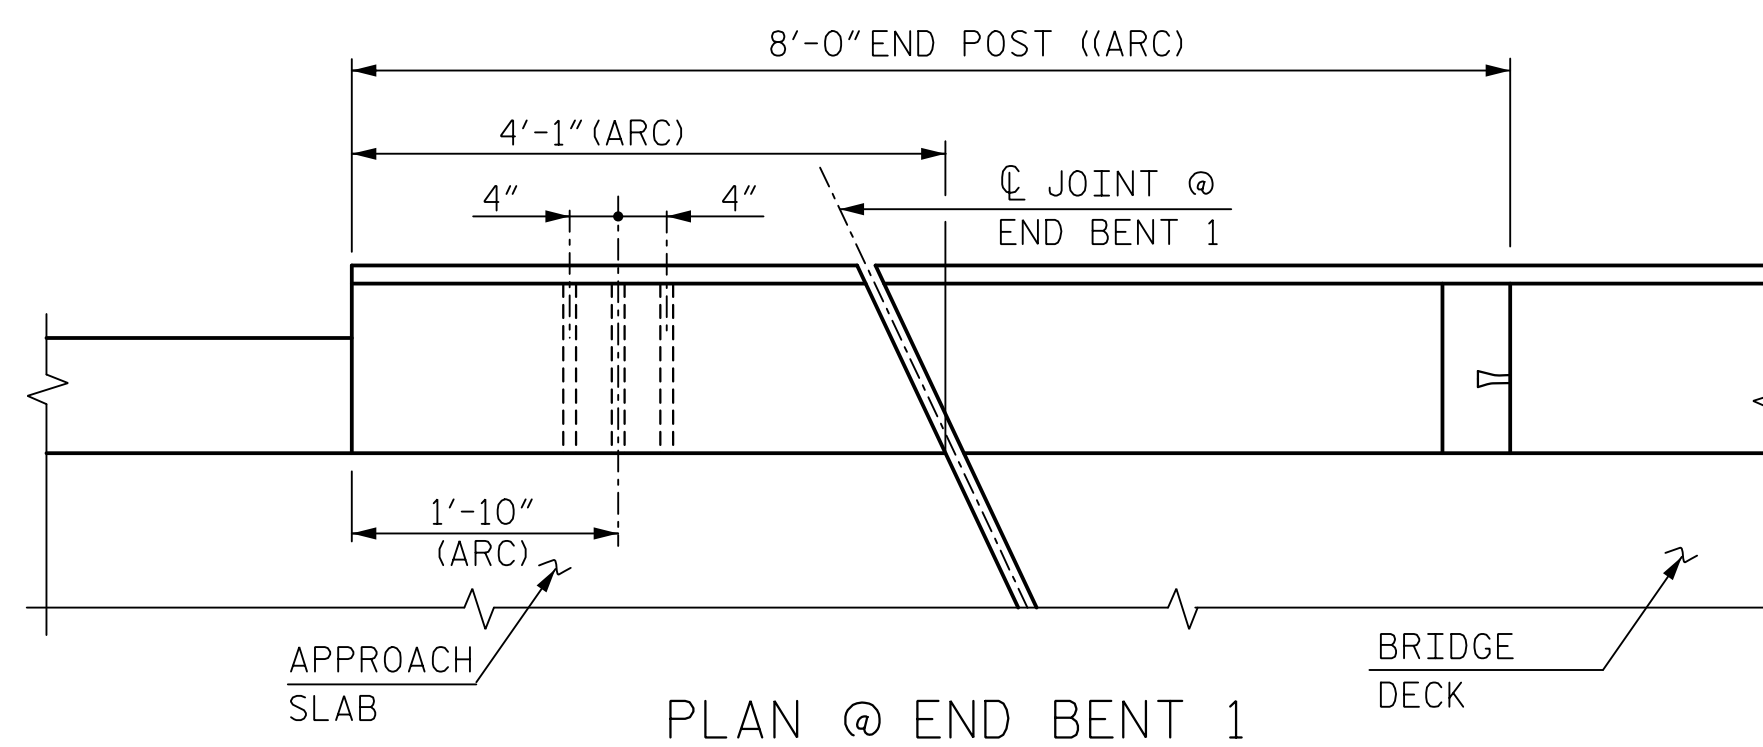 8'-0" END POST ((ARC)
4'-1" (ARC)
4"
4"
℄ JOINT @
END BENT 1
1'-10"
(ARC)
APPROACH
SLAB
BRIDGE
DECK
PLAN @ END BENT 1